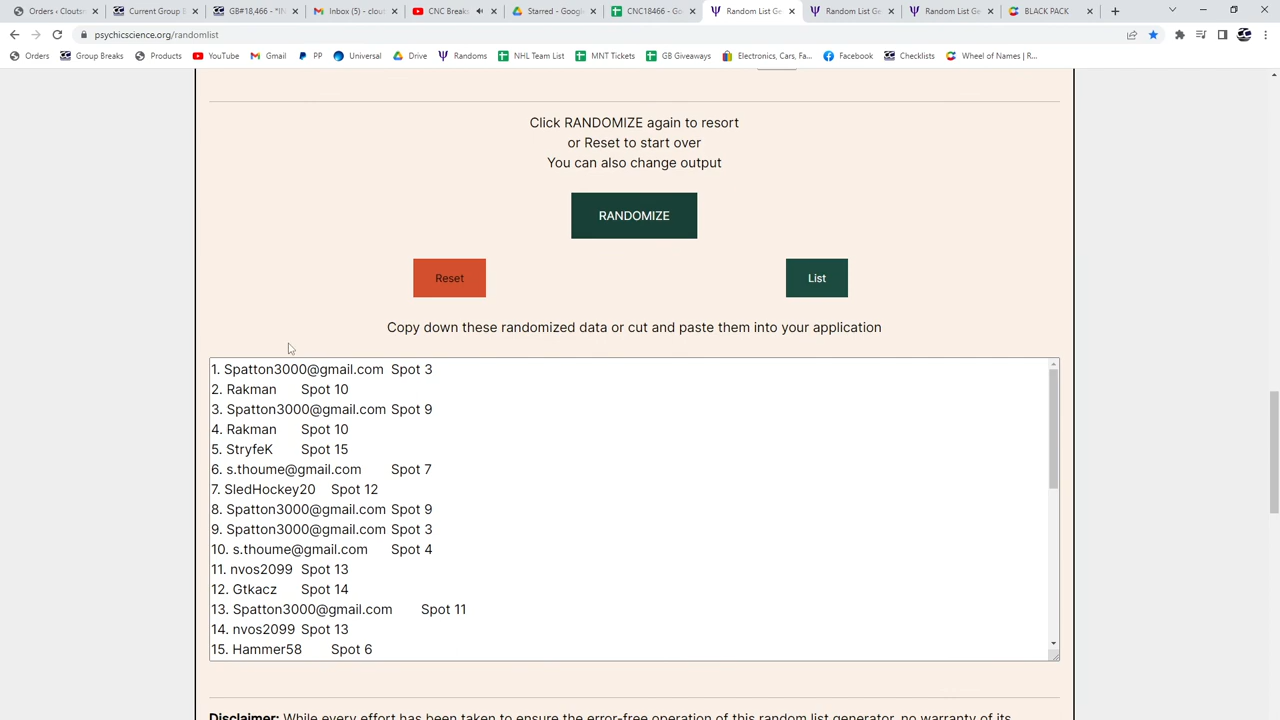 Orders - Clouts
Current Group
GB#18,466 - *IN
Inbox (5) - clout
CNC Breaks
Starred - Google
CNC18466 - Go
Random List Ge
Random List Ge
Random List Ge
BLACK PACK
psychicscience.org/randomlist
Orders Group Breaks Products YouTube Gmail PP Universal Drive Randoms NHL Team List MNT Tickets GB Giveaways Electronics, Cars, Fa... Facebook Checklists Wheel of Names | R...
Click RANDOMIZE again to resort
or Reset to start over
You can also change output
RANDOMIZE
Reset
List
Copy down these randomized data or cut and paste them into your application
1. Spatton3000@gmail.com Spot 3
2. Rakman Spot 10
3. Spatton3000@gmail.com Spot 9
4. Rakman Spot 10
5. StryfeK Spot 15
6. s.thoume@gmail.com Spot 7
7. SledHockey20 Spot 12
8. Spatton3000@gmail.com Spot 9
9. Spatton3000@gmail.com Spot 3
10. s.thoume@gmail.com Spot 4
11. nvos2099 Spot 13
12. Gtkacz Spot 14
13. Spatton3000@gmail.com Spot 11
14. nvos2099 Spot 13
15. Hammer58 Spot 6
Disclaimer: While every effort has been taken to ensure the error-free operation of this random list generator, no warranty of its